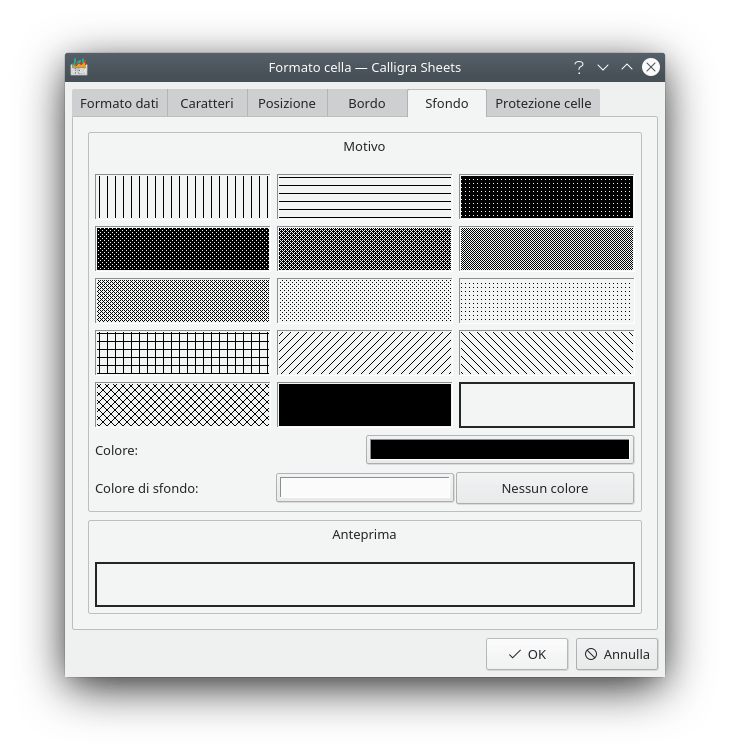 Formato cella — Calligra Sheets
Formato dati Caratteri Posizione Bordo Sfondo Protezione celle
Motivo
Colore:
Colore di sfondo: Nessun colore
Anteprima
OK Annulla